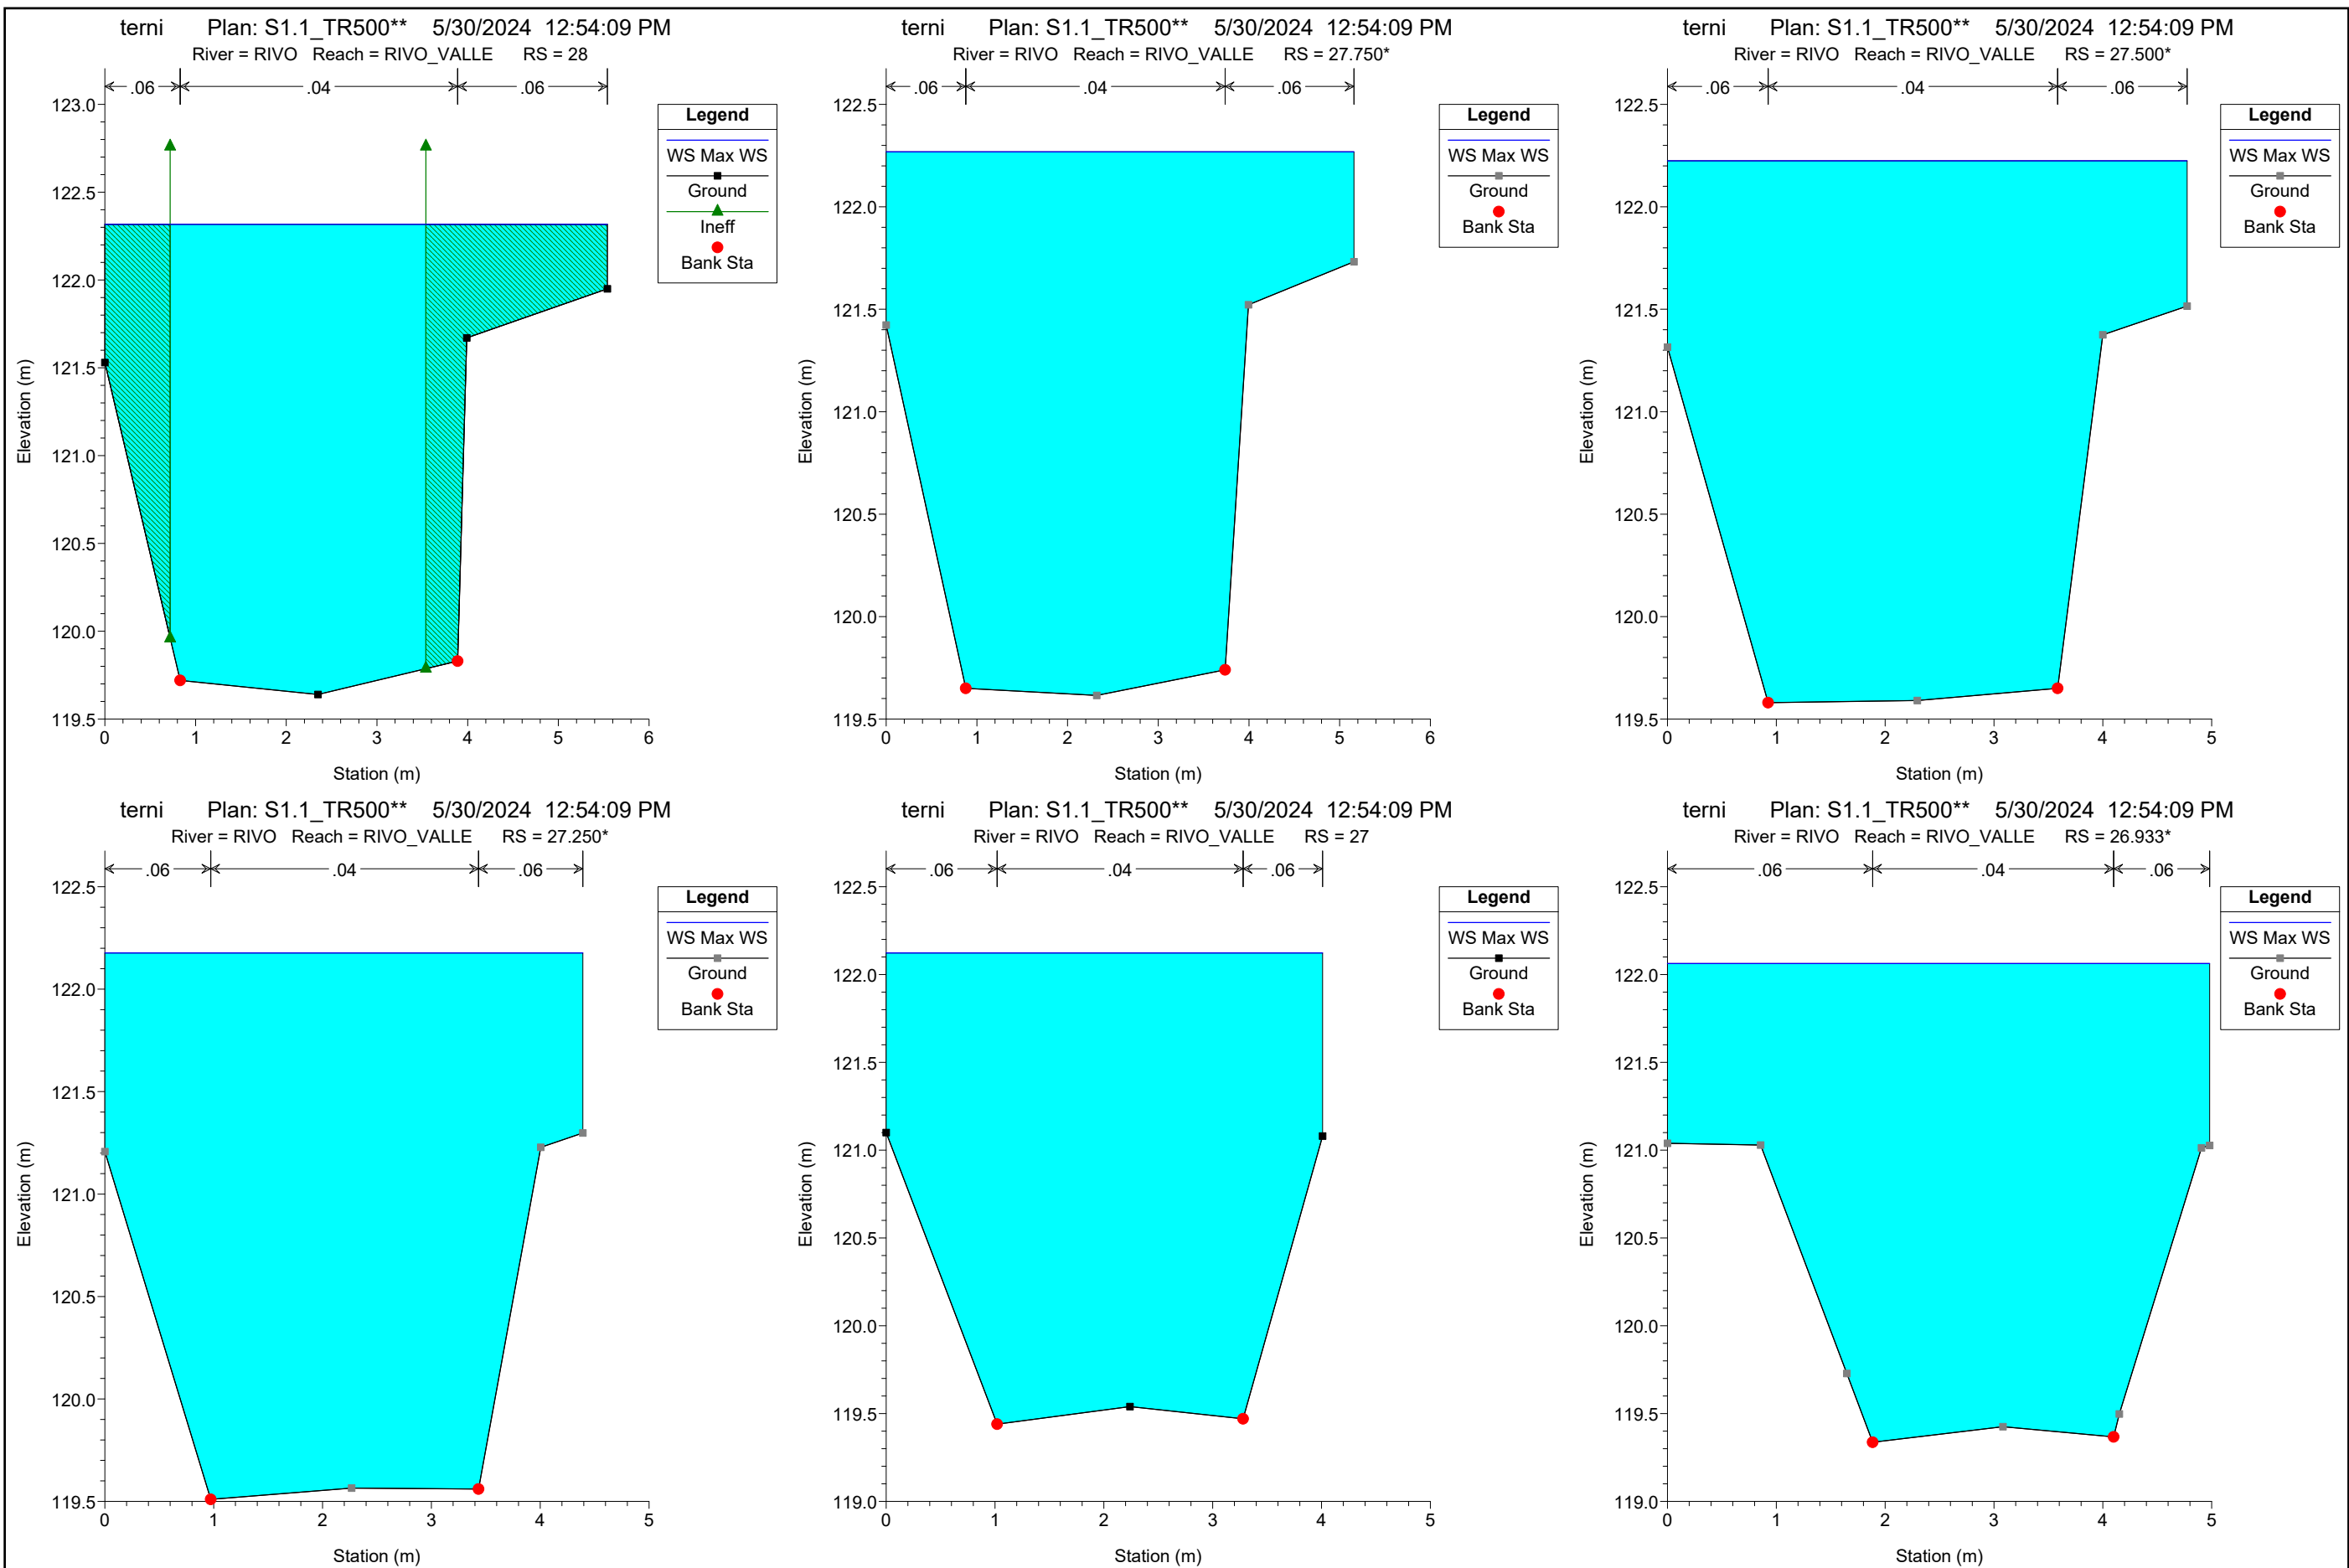 terni Plan: S1.1_TR500** 5/30/2024 12:54:09 PM
River = RIVO Reach = RIVO_VALLE RS = 28
.06 .04 .06
Legend
WS Max WS
Ground
Ineff
Bank Sta
123.0
122.5
122.0
121.5
121.0
120.5
120.0
119.5
Elevation (m)
0 1 2 3 4 5 6
Station (m)
terni Plan: S1.1_TR500** 5/30/2024 12:54:09 PM
River = RIVO Reach = RIVO_VALLE RS = 27.750*
.06 .04 .06
Legend
WS Max WS
Ground
Bank Sta
122.5
122.0
121.5
121.0
120.5
120.0
119.5
Elevation (m)
0 1 2 3 4 5 6
Station (m)
terni Plan: S1.1_TR500** 5/30/2024 12:54:09 PM
River = RIVO Reach = RIVO_VALLE RS = 27.500*
.06 .04 .06
Legend
WS Max WS
Ground
Bank Sta
122.5
122.0
121.5
121.0
120.5
120.0
119.5
Elevation (m)
0 1 2 3 4 5
Station (m)
terni Plan: S1.1_TR500** 5/30/2024 12:54:09 PM
River = RIVO Reach = RIVO_VALLE RS = 27.250*
.06 .04 .06
Legend
WS Max WS
Ground
Bank Sta
122.5
122.0
121.5
121.0
120.5
120.0
119.5
Elevation (m)
0 1 2 3 4 5
Station (m)
terni Plan: S1.1_TR500** 5/30/2024 12:54:09 PM
River = RIVO Reach = RIVO_VALLE RS = 27
.06 .04 .06
Legend
WS Max WS
Ground
Bank Sta
122.5
122.0
121.5
121.0
120.5
120.0
119.5
119.0
Elevation (m)
0 1 2 3 4 5
Station (m)
terni Plan: S1.1_TR500** 5/30/2024 12:54:09 PM
River = RIVO Reach = RIVO_VALLE RS = 26.933*
.06 .04 .06
Legend
WS Max WS
Ground
Bank Sta
122.5
122.0
121.5
121.0
120.5
120.0
119.5
119.0
Elevation (m)
0 1 2 3 4 5
Station (m)